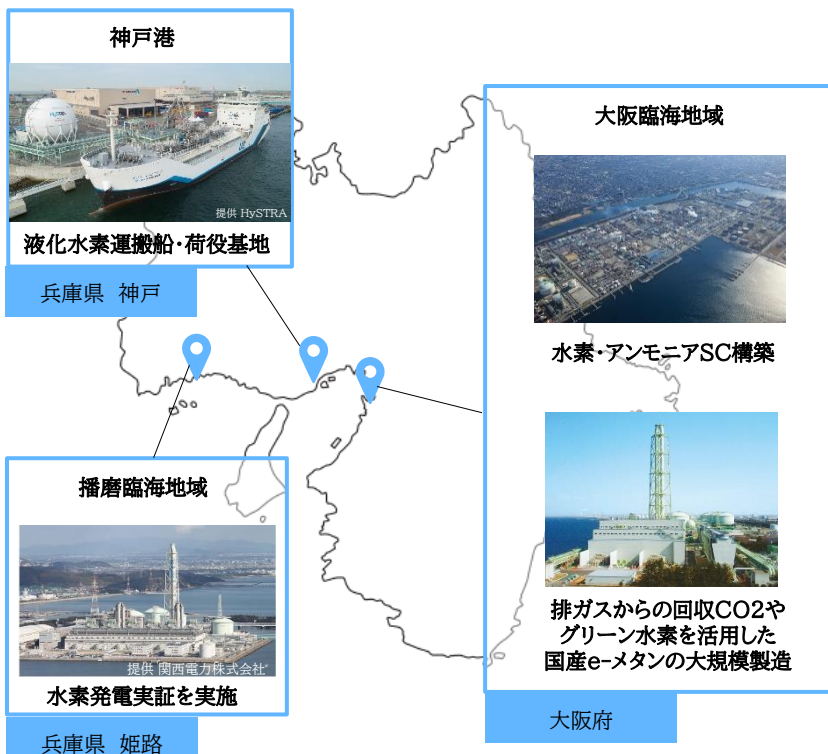 神戸港
提供 HySTRA
液化水素運搬船・荷役基地
兵庫県 神戸
大阪臨海地域
水素・アンモニアSC構築
排ガスからの回収CO2や
グリーン水素を活用した
国産e-メタンの大規模製造
大阪府
播磨臨海地域
提供 関西電力株式会社
水素発電実証を実施
兵庫県 姫路